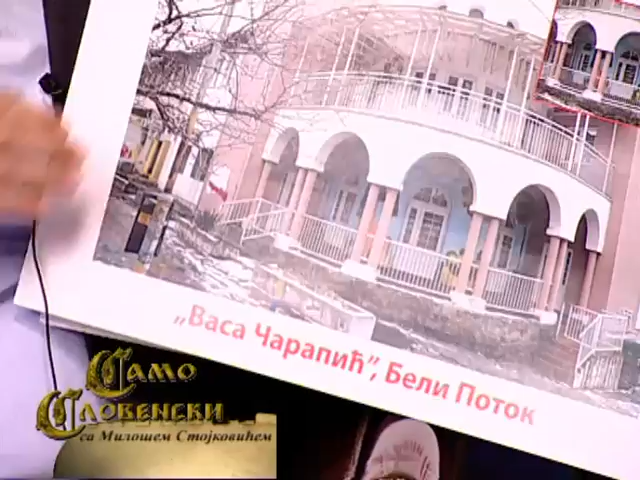 „Васа Чарапић”, Бели Поток
Само
Словенски
са Милошем Стојковићем